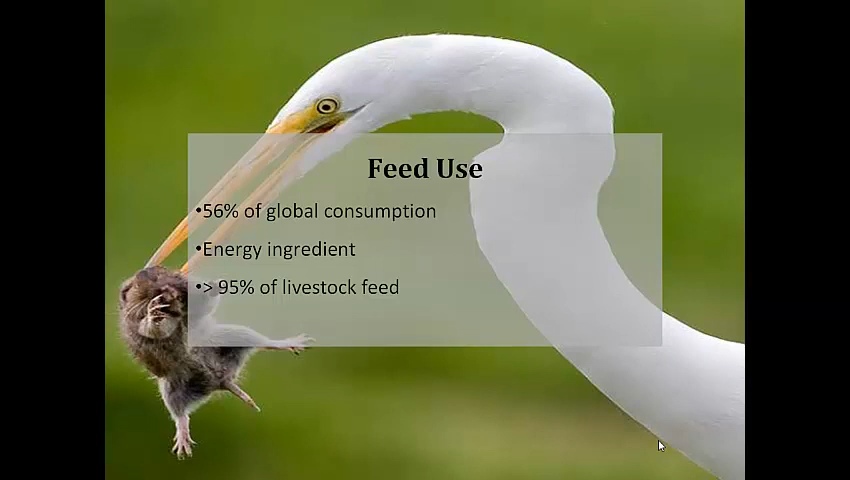 Feed Use
•56% of global consumption
•Energy ingredient
•> 95% of livestock feed